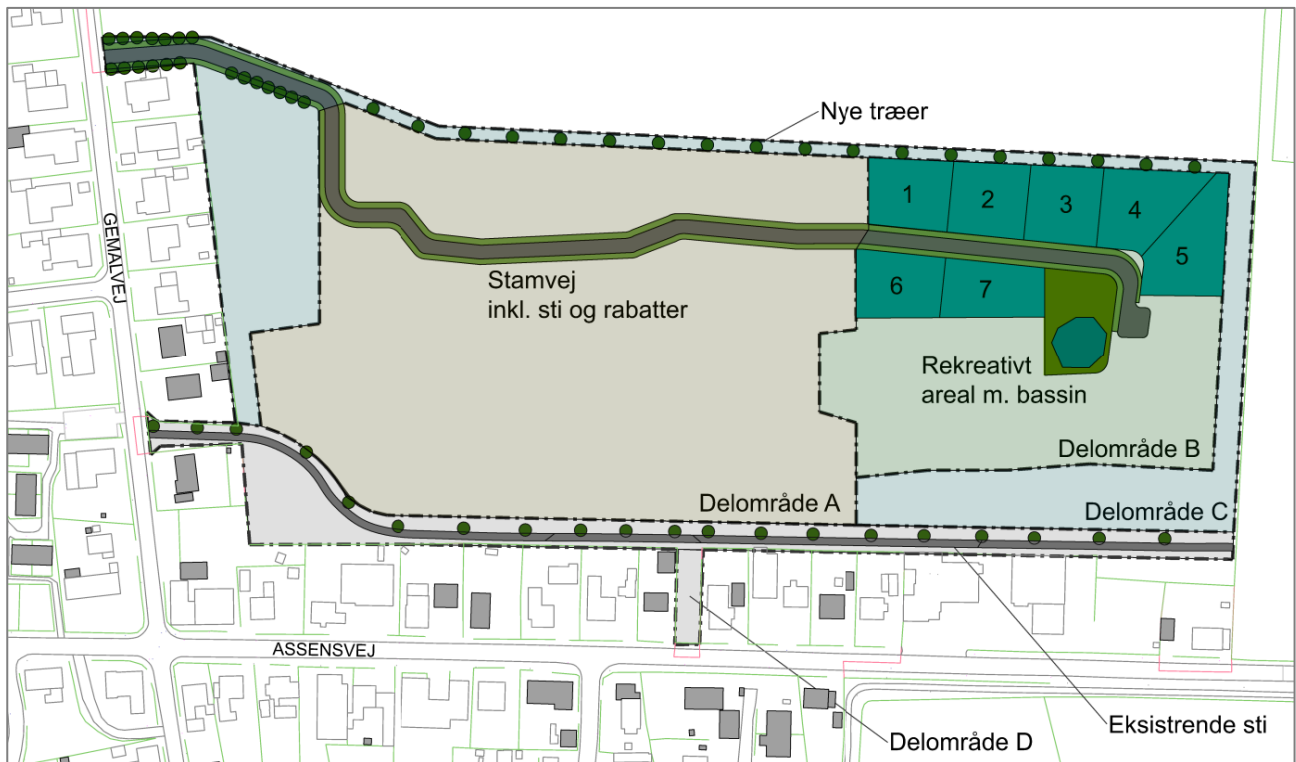 Nye træer
1
2
3
4
5
GEMALVEJ
Stamvej
inkl. sti og rabatter
6
7
Rekreativt
areal m. bassin
Delområde B
Delområde A
Delområde C
ASSENSVEJ
Eksistrende sti
Delområde D